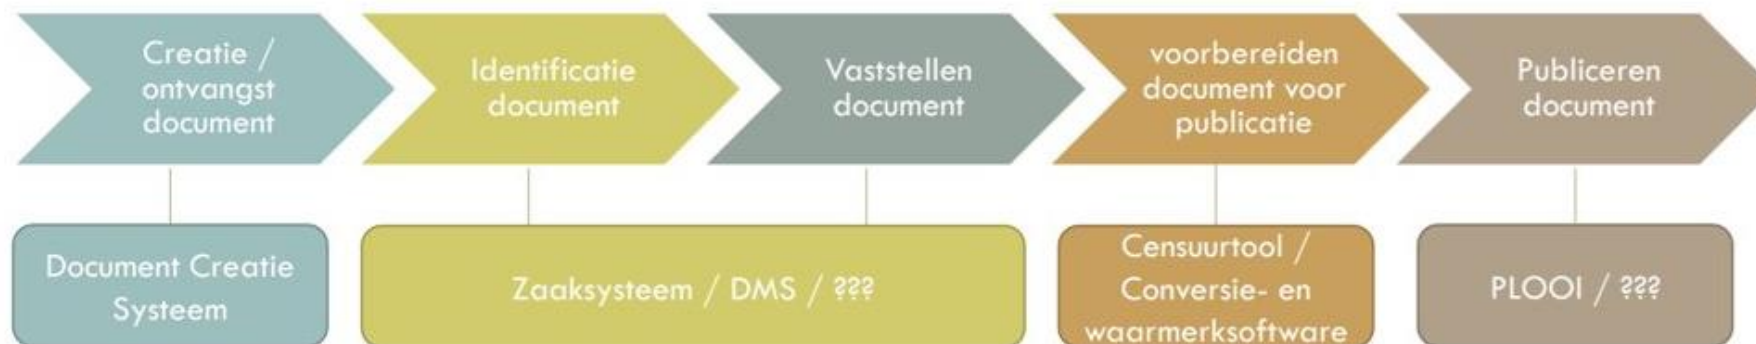 Creatie /
ontvangst
document
Identificatie
document
Vaststellen
document
voorbereiden
document voor
publicatie
Publiceren
document
Document Creatie
Systeem
Zaaksysteem / DMS / ???
Censuurtool /
Conversie- en
waarmerksoftware
PLOOI / ???